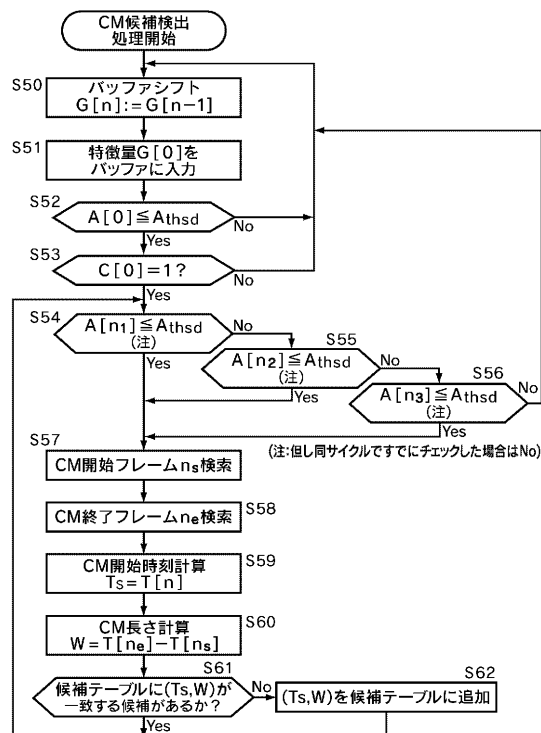 CM候補検出
処理開始
S50
バッファシフト
G[n]:=G[n-1]
S51
特徴量G[0]を
バッファに入力
S52
A[0]≦Athsd
No
Yes
S53
C[0]=1?
No
Yes
S54
A[n1]≦Athsd
(注)
No
Yes
S55
A[n2]≦Athsd
(注)
No
Yes
S56
A[n3]≦Athsd
(注)
No
Yes
(注:但し同サイクルですでにチェックした場合はNo)
S57
CM開始フレームns検索
S58
CM終了フレームne検索
S59
CM開始時刻計算
Ts=T[n]
S60
CM長さ計算
W=T[ne]-T[ns]
S61
候補テーブルに(Ts,W)が
一致する候補があるか?
No
Yes
S62
(Ts,W)を候補テーブルに追加